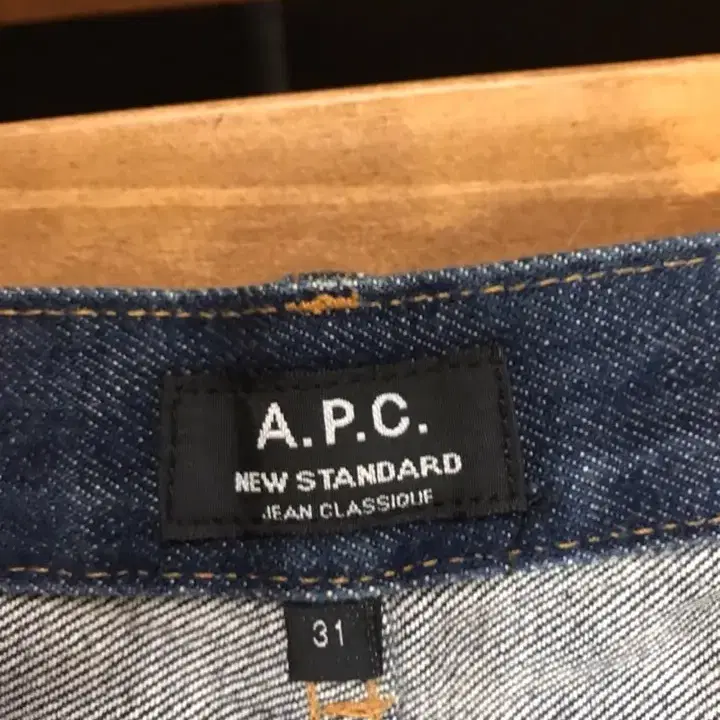 A.P.C.
NEW STANDARD
JEAN CLASSIQUE
31